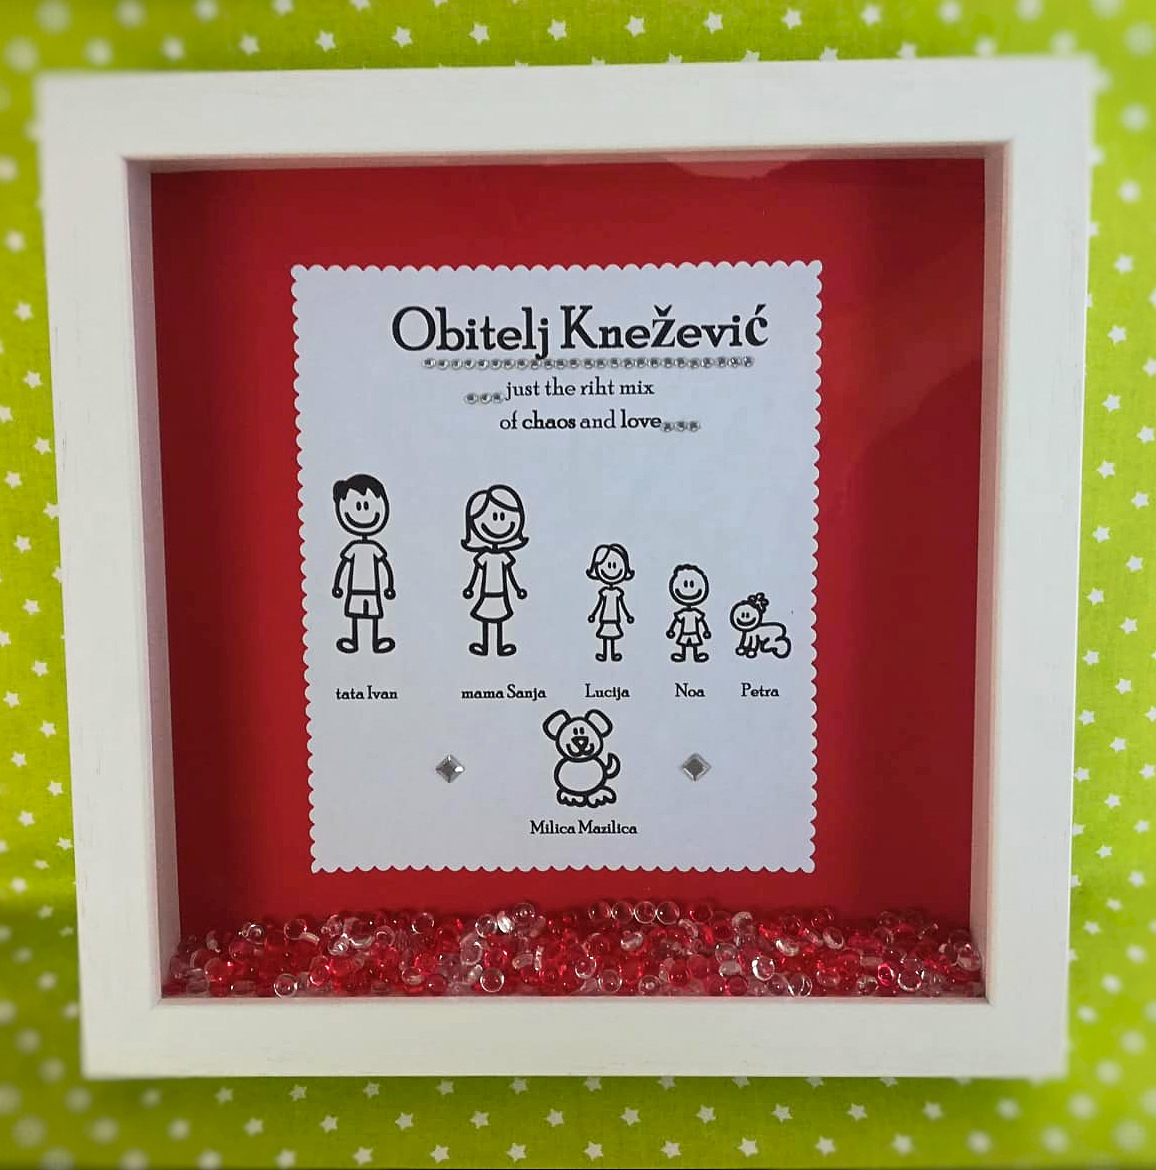 Obitelj Knežević
just the riht mix
of chaos and love
tata Ivan mama Sanja Lucija Noa Petra
Milica Mazilica